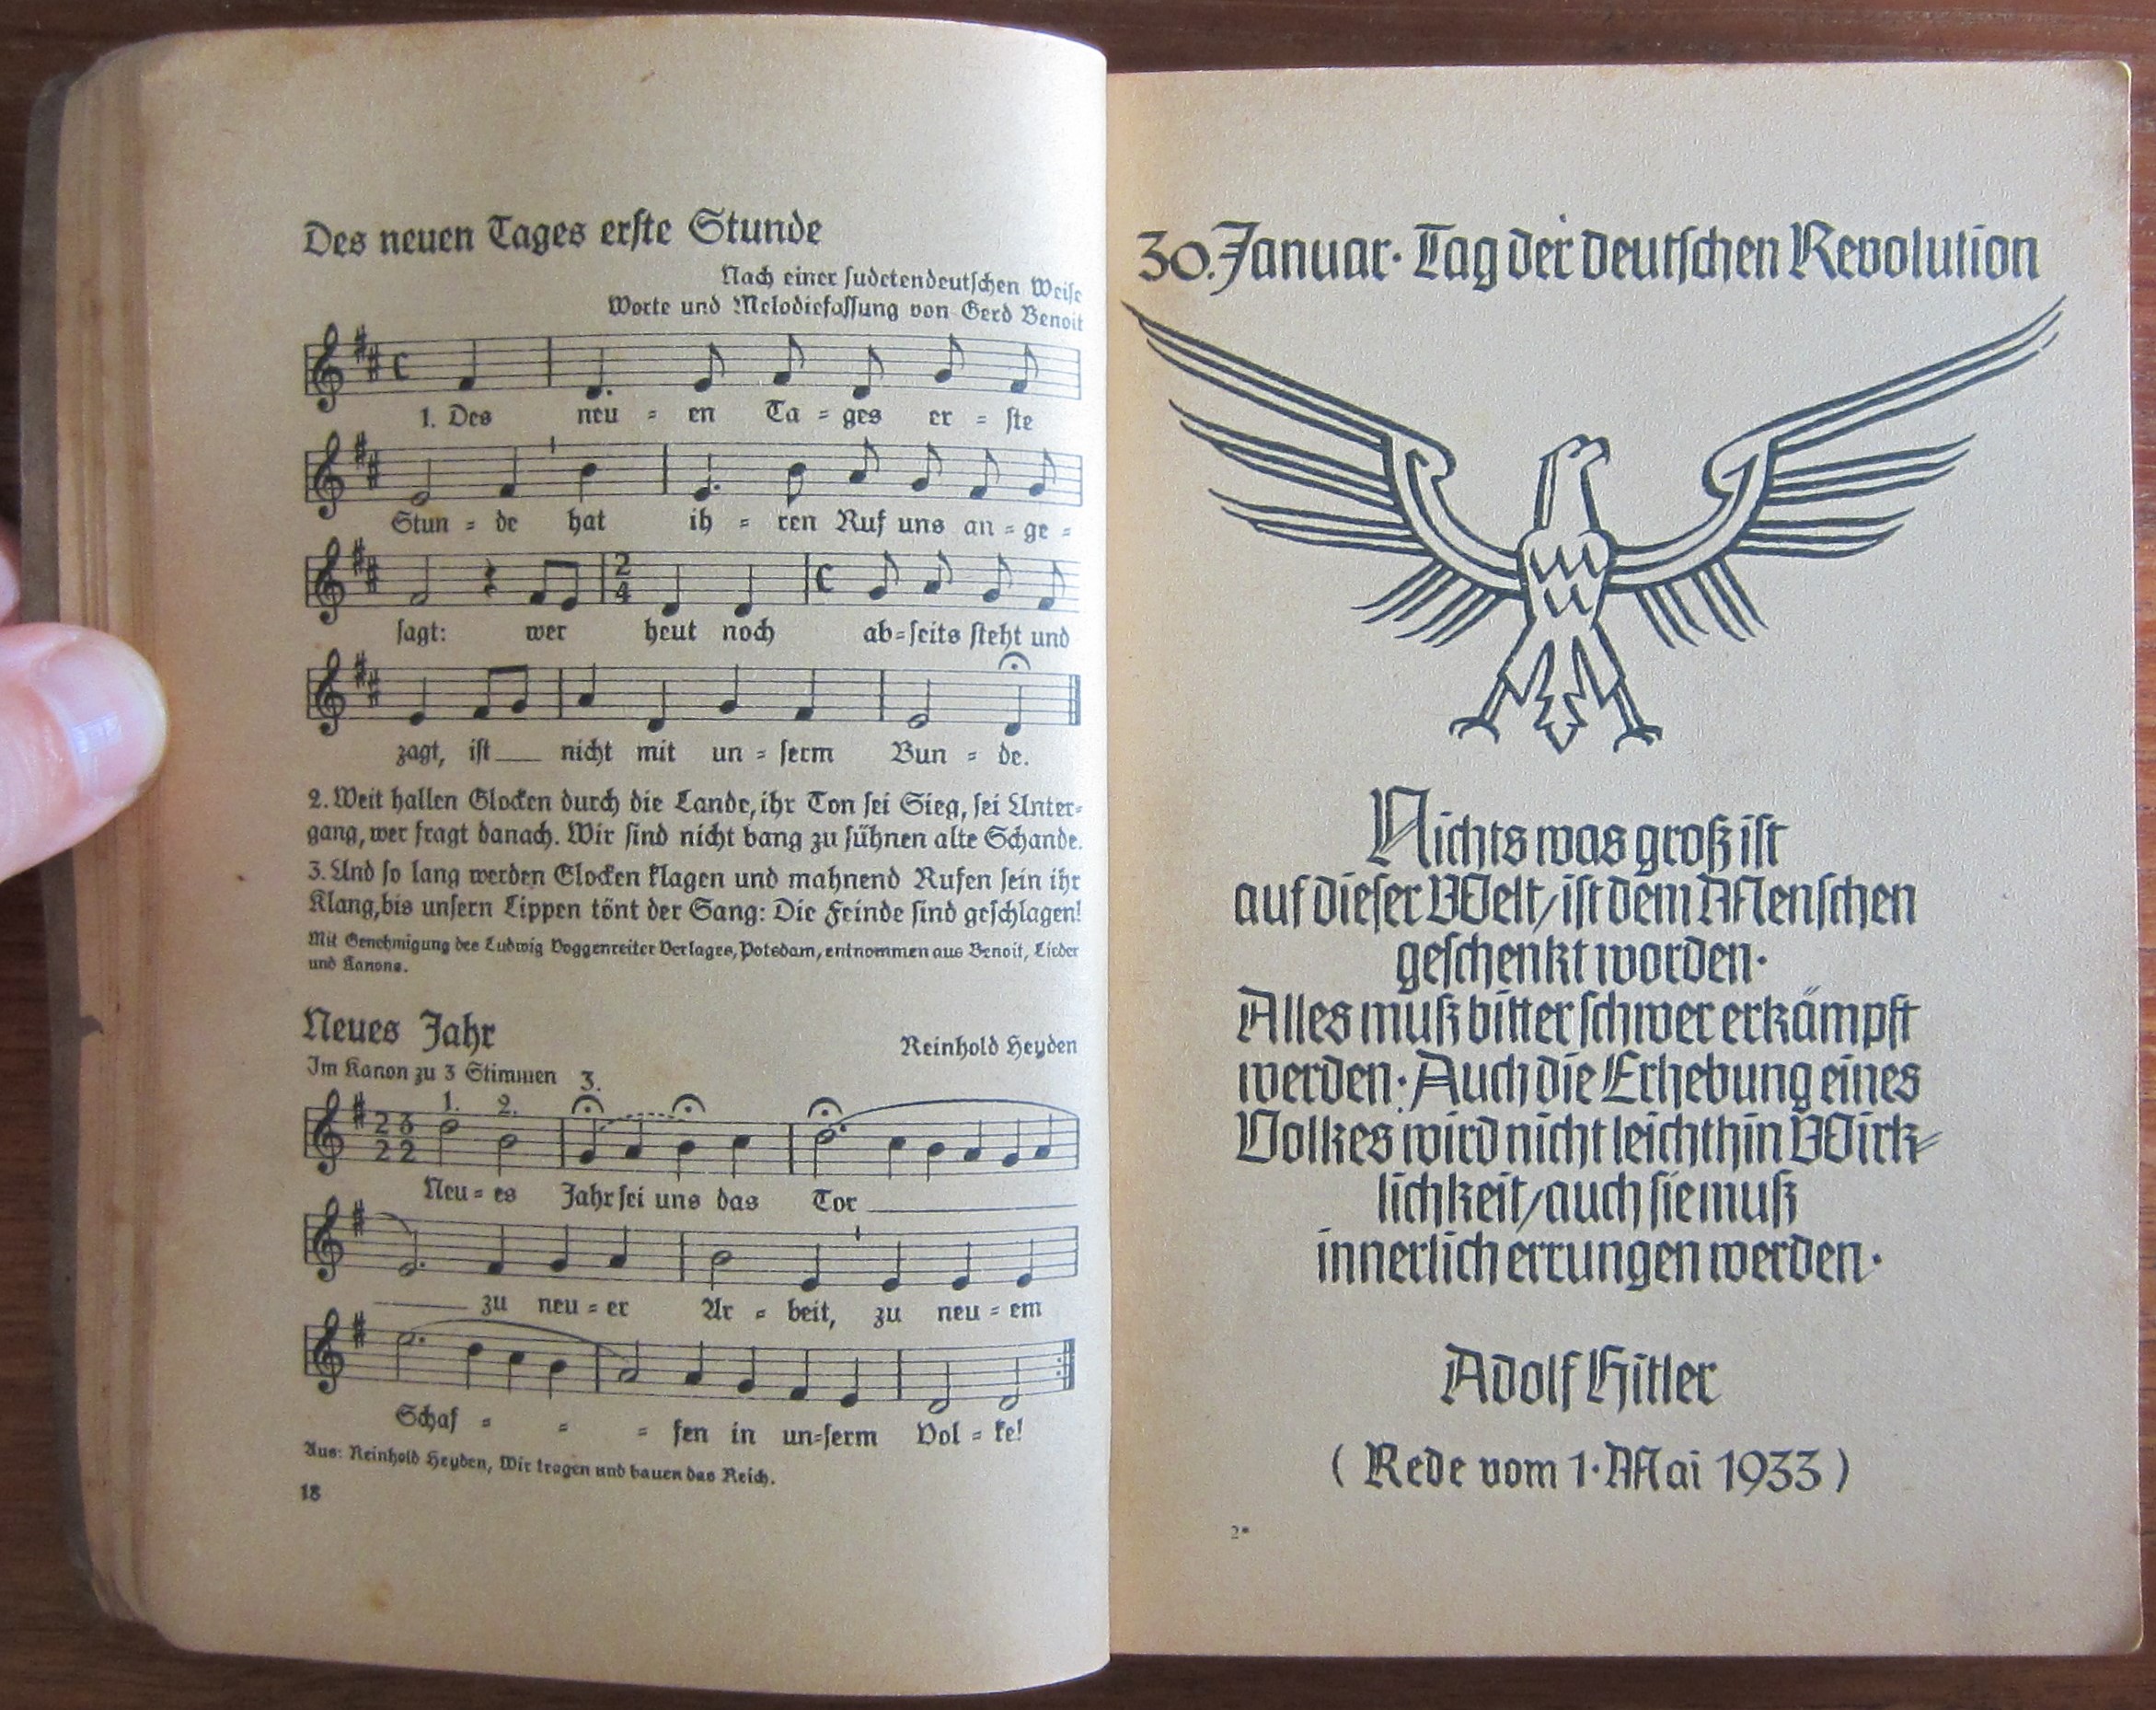 Des neuen Tages erste Stunde
Nach einer sudetendeutschen Weise
Worte und Melodiefassung von Gerd Benoit
1. Des neu = en Ta = ges er = ste
Stun = de hat ih = ren Ruf uns an = ge =
sagt: wer heut noch ab=seits steht und
zagt, ist nicht mit un = serm Bun = de.
2. Weit hallen Glocken durch die Lande, ihr Ton sei Sieg, sei Unter=
gang, wer fragt danach. Wir sind nicht bang zu sühnen alte Schande.
3. Und so lang werden Glocken klagen und mahnend Rufen sein ihr
Klang, bis unsern Lippen tönt der Sang: Die Feinde sind geschlagen!
Mit Genehmigung des Ludwig Voggenreiter Verlages, Potsdam, entnommen aus Benoit, Lieder
und Kanons.
Neues Jahr
Reinhold Heyden
Im Kanon zu 3 Stimmen
1. 2. 3.
Neu = es Jahr sei uns das Tor
zu neu = er Ar = beit, zu neu = em
Schaf = = = fen in un=serm Vol = ke!
Aus: Reinhold Heyden, Wir tragen und bauen das Reich.
18
30. Januar · Tag der deutschen Revolution
Nichts was groß ist
auf dieser Welt, ist dem Menschen
geschenkt worden·
Alles muß bitter schwer erkämpft
werden· Auch die Erhebung eines
Volkes wird nicht leichthin Wirk=
lichkeit, auch sie muß
innerlich errungen werden·
Adolf Hitler
( Rede vom 1· Mai 1933 )
2*